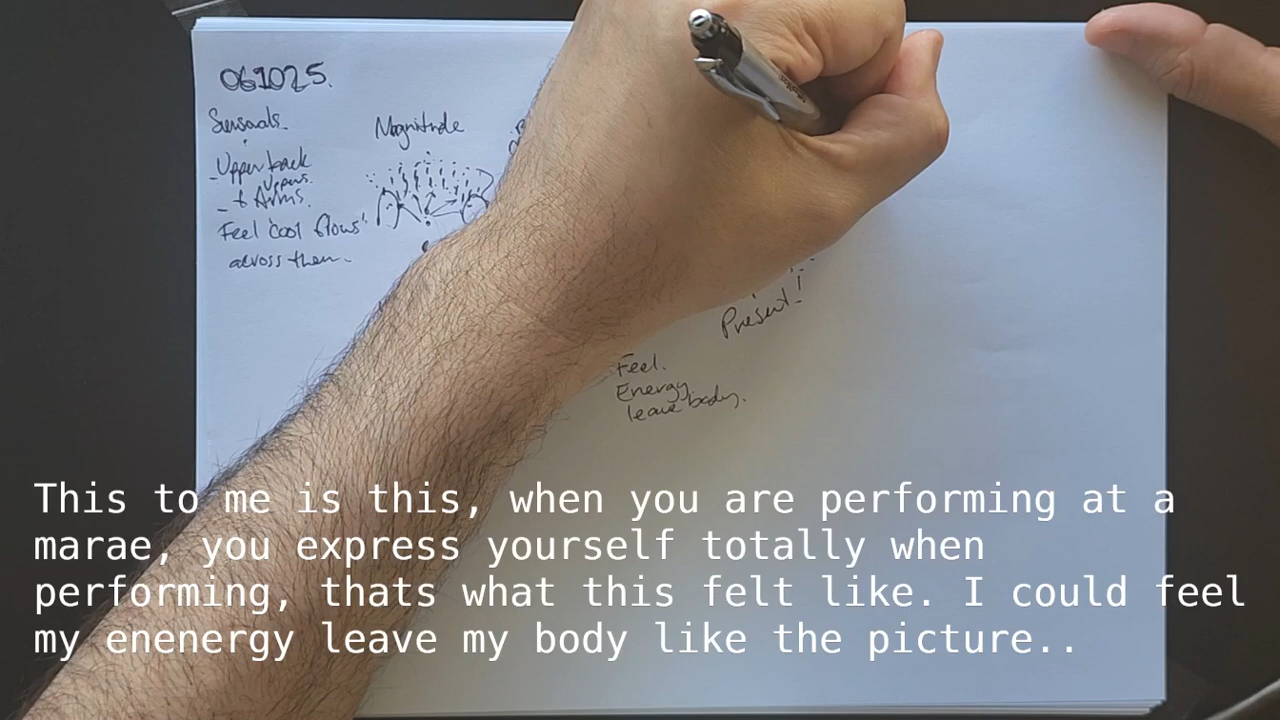 061025.
Sensools.
Magnitude
- Upper back
Uppers.
- & Arms.
Feel cool flows"
across them.
Present!
Feel.
Energy.
leave body.
This to me is this, when you are performing at a
marae, you express yourself totally when
performing, thats what this felt like. I could feel
my enenergy leave my body like the picture..